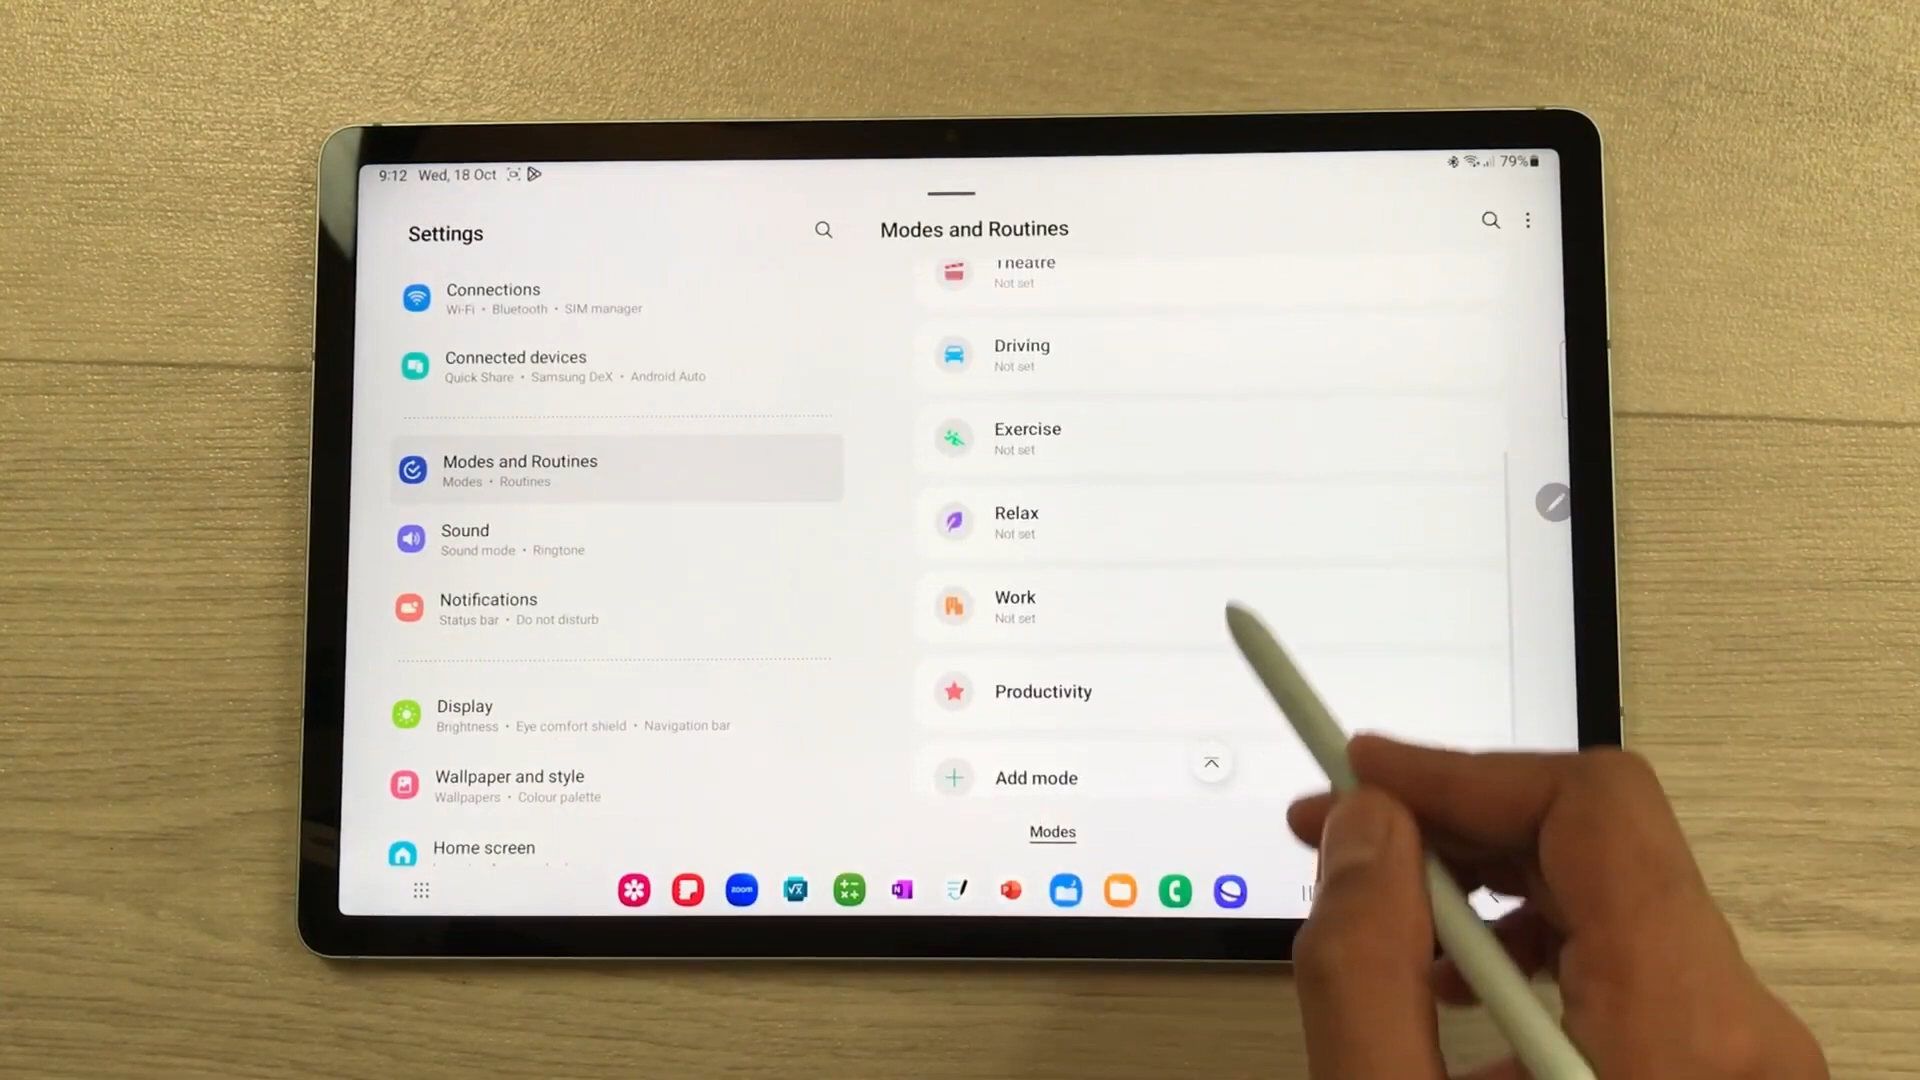 9:12 Wed, 18 Oct
79%
Settings
Connections
Wi-Fi • Bluetooth • SIM manager
Connected devices
Quick Share • Samsung DeX • Android Auto
Modes and Routines
Modes • Routines
Sound
Sound mode • Ringtone
Notifications
Status bar • Do not disturb
Display
Brightness • Eye comfort shield • Navigation bar
Wallpaper and style
Wallpapers • Colour palette
Home screen
Modes and Routines
Theatre
Not set
Driving
Not set
Exercise
Not set
Relax
Not set
Work
Not set
Productivity
Add mode
Modes
zoom